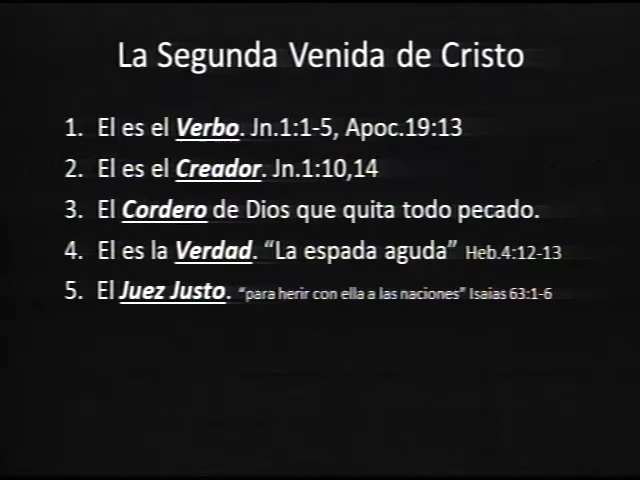 La Segunda Venida de Cristo
1. El es el Verbo. Jn.1:1-5, Apoc.19:13
2. El es el Creador. Jn.1:10,14
3. El Cordero de Dios que quita todo pecado.
4. El es la Verdad. “La espada aguda” Heb.4:12-13
5. El Juez Justo. “para herir con ella a las naciones” Isaias 63:1-6